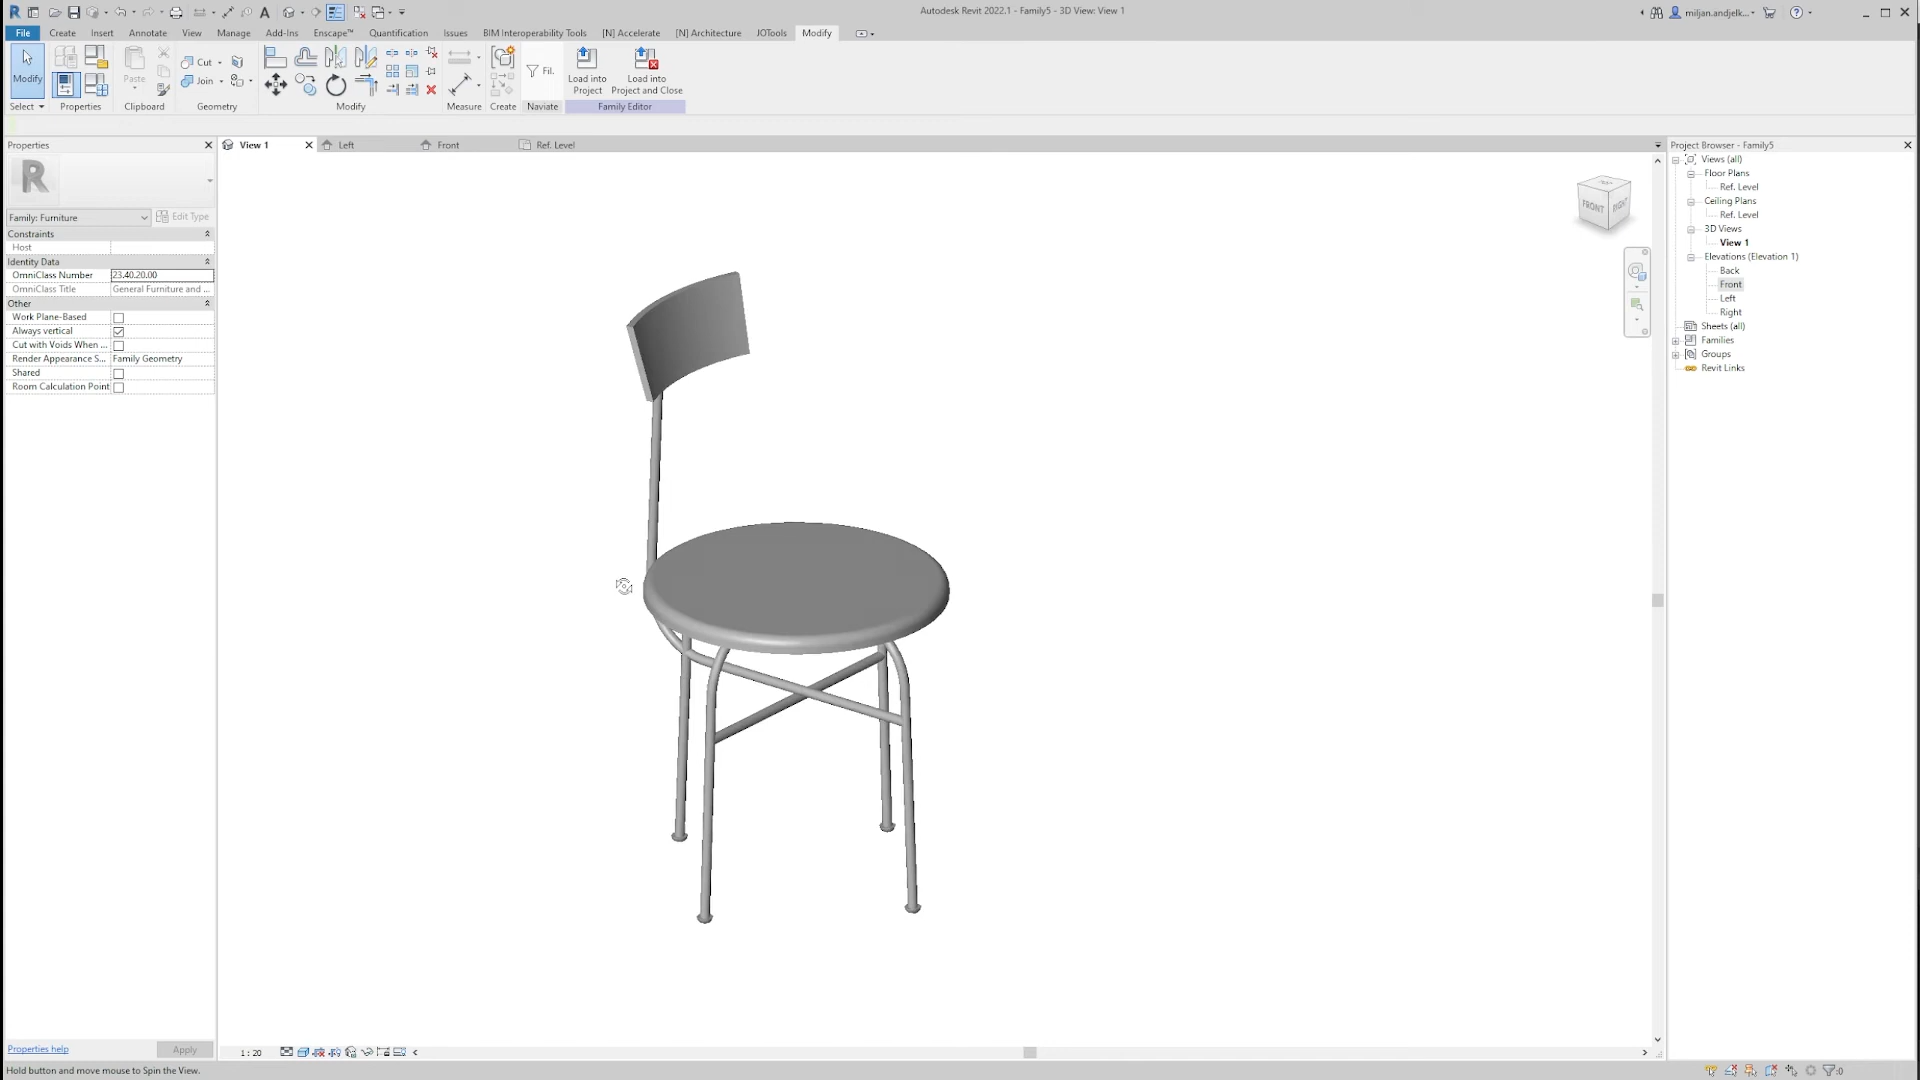 Autodesk Revit 2022.1 - Family5 - 3D View: View 1
miljan.andjelk...
File Create Insert Annotate View Manage Add-Ins Enscape™ Quantification Issues BIM Interoperability Tools [N] Accelerate [N] Architecture JOTools Modify
Modify
Paste
Cut
Join
Fil.
Load into
Project
Load into
Project and Close
Select Properties Clipboard Geometry Modify Measure Create Naviate Family Editor
Properties
View 1
Left
Front
Ref. Level
Project Browser - Family5
Family: Furniture
Edit Type
Constraints
Host
Identity Data
OmniClass Number 23.40.20.00
OmniClass Title General Furniture and ...
Other
Work Plane-Based
Always vertical
Cut with Voids When ...
Render Appearance S... Family Geometry
Shared
Room Calculation Point
FRONT
RIGHT
Views (all)
Floor Plans
Ref. Level
Ceiling Plans
Ref. Level
3D Views
View 1
Elevations (Elevation 1)
Back
Front
Left
Right
Sheets (all)
Families
Groups
Revit Links
Properties help
Apply
1 : 20
Hold button and move mouse to Spin the View.
:0